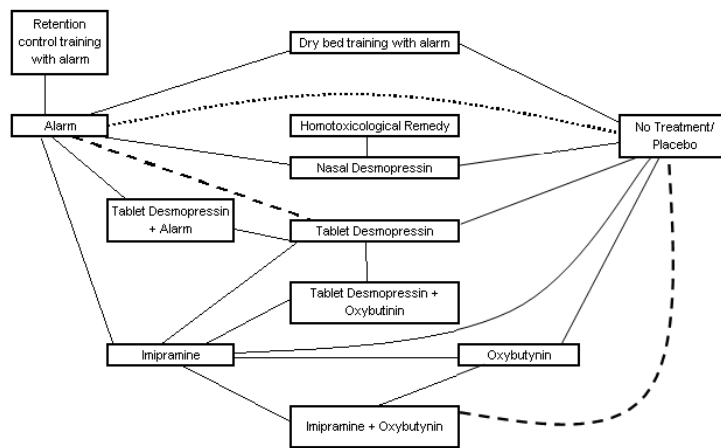 Retention
control training
with alarm
Dry bed training with alarm
Alarm
Homotoxicological Remedy
No Treatment/
Placebo
Nasal Desmopressin
Tablet Desmopressin
+ Alarm
Tablet Desmopressin
Tablet Desmopressin +
Oxybutinin
Imipramine
Oxybutynin
Imipramine + Oxybutynin